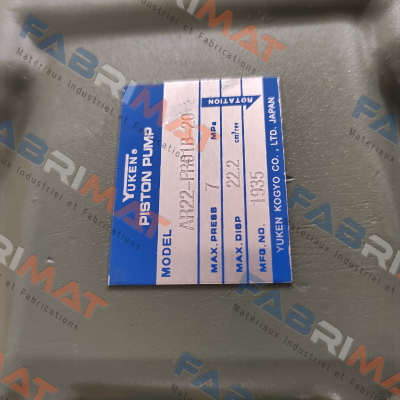 YUKEN®
PISTON PUMP
MODEL AR22-FR01B-20
MAX. PRESS 7 MPa
ROTATION
MAX. DISP 22.2 cm³/rev
MFG. NO. 1935
YUKEN KOGYO CO., LTD. JAPAN
FABRIMAT
Materiaux Industriels et Fabrications